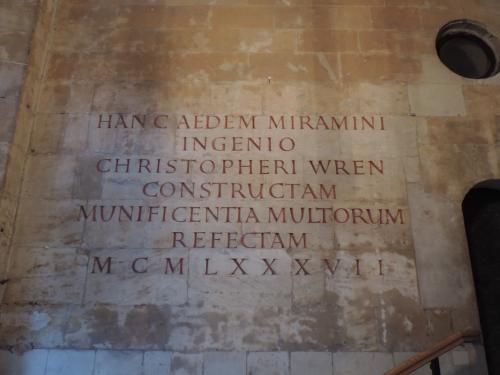 HANC AEDEM MIRAMINI
INGENIO
CHRISTOPHERI WREN
CONSTRUCTAM
MUNIFICENTIA MULTORUM
REFECTAM
MCMLXXXVII